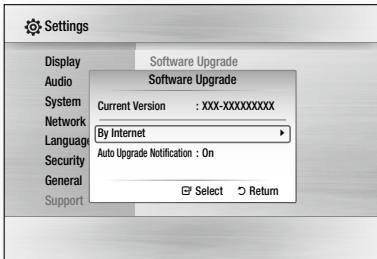 Settings
Display
Software Upgrade
Audio
Software Upgrade
System
Current Version : XXX-XXXXXXXXX
Network
By Internet
Language
Auto Upgrade Notification : On
Security
General
Select Return
Support